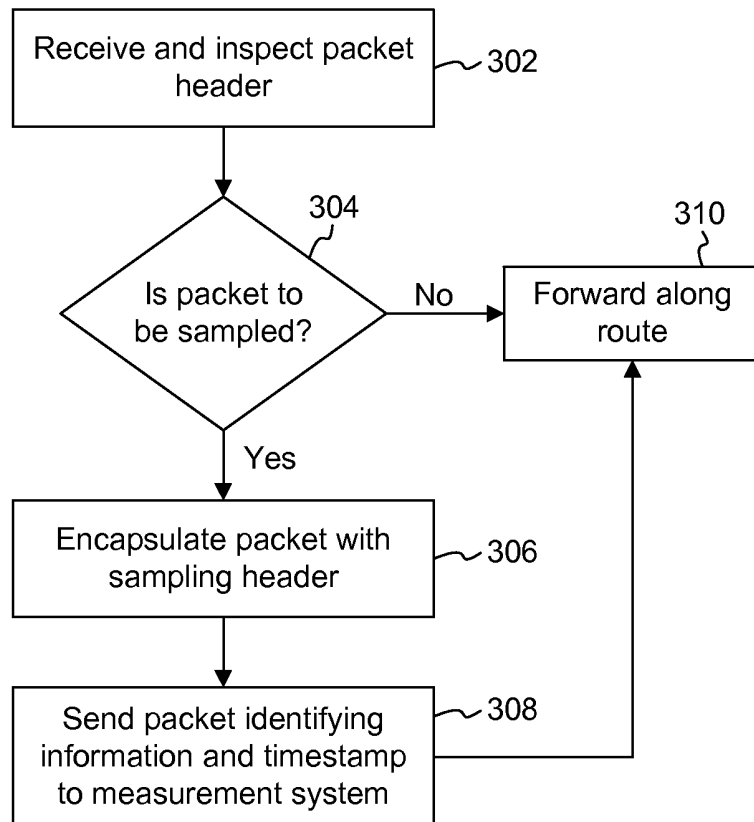 Receive and inspect packet
header
302
304
Is packet to
be sampled?
No
310
Forward along
route
Yes
Encapsulate packet with
sampling header
306
Send packet identifying
information and timestamp
to measurement system
308